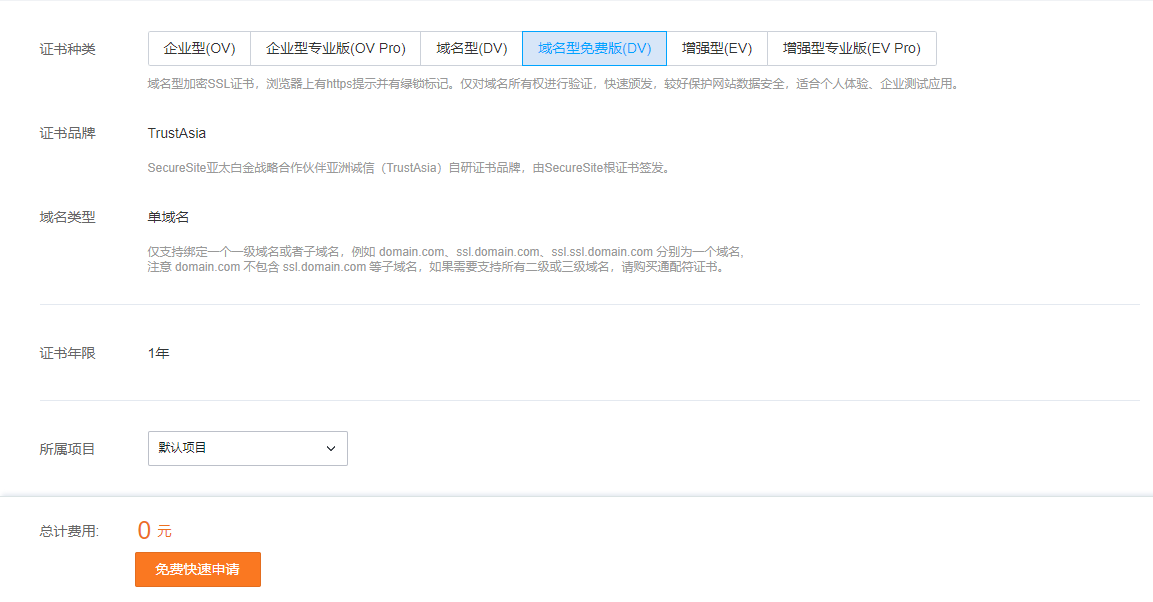 证书种类 企业型(OV) 企业型专业版(OV Pro) 域名型(DV) 域名型免费版(DV) 增强型(EV) 增强型专业版(EV Pro)
域名型加密SSL证书，浏览器上有https提示并有绿锁标记。仅对域名所有权进行验证，快速颁发，较好保护网站数据安全，适合个人体验、企业测试应用。
证书品牌 TrustAsia
SecureSite亚太白金战略合作伙伴亚洲诚信（TrustAsia）自研证书品牌，由SecureSite根证书签发。
域名类型 单域名
仅支持绑定一个一级域名或者子域名，例如 domain.com、ssl.domain.com、ssl.ssl.domain.com 分别为一个域名,
注意 domain.com 不包含 ssl.domain.com 等子域名，如果需要支持所有二级或三级域名，请购买通配符证书。
证书年限 1年
所属项目 默认项目
总计费用: 0 元
免费快速申请